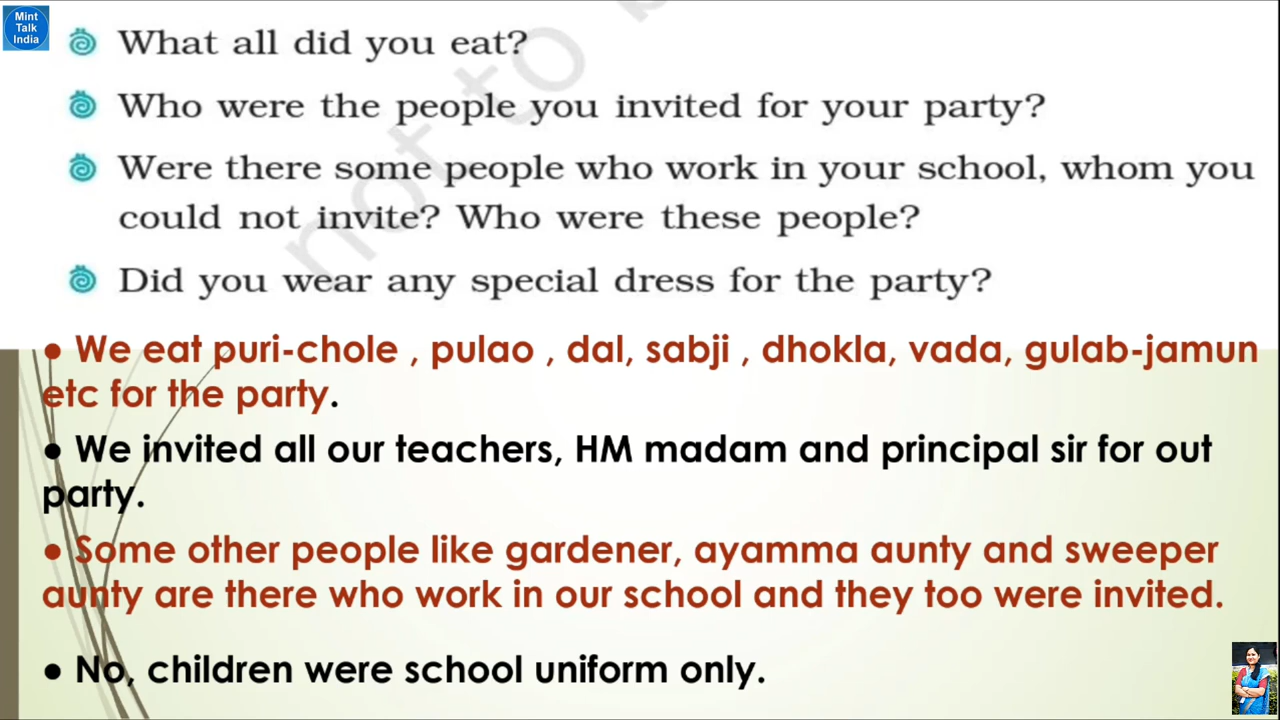 Mint
Talk
India
What all did you eat?
Who were the people you invited for your party?
Were there some people who work in your school, whom you
could not invite? Who were these people?
Did you wear any special dress for the party?
not to b
● We eat puri-chole , pulao , dal, sabji , dhokla, vada, gulab-jamun
etc for the party.
● We invited all our teachers, HM madam and principal sir for out
party.
● Some other people like gardener, ayamma aunty and sweeper
aunty are there who work in our school and they too were invited.
● No, children were school uniform only.